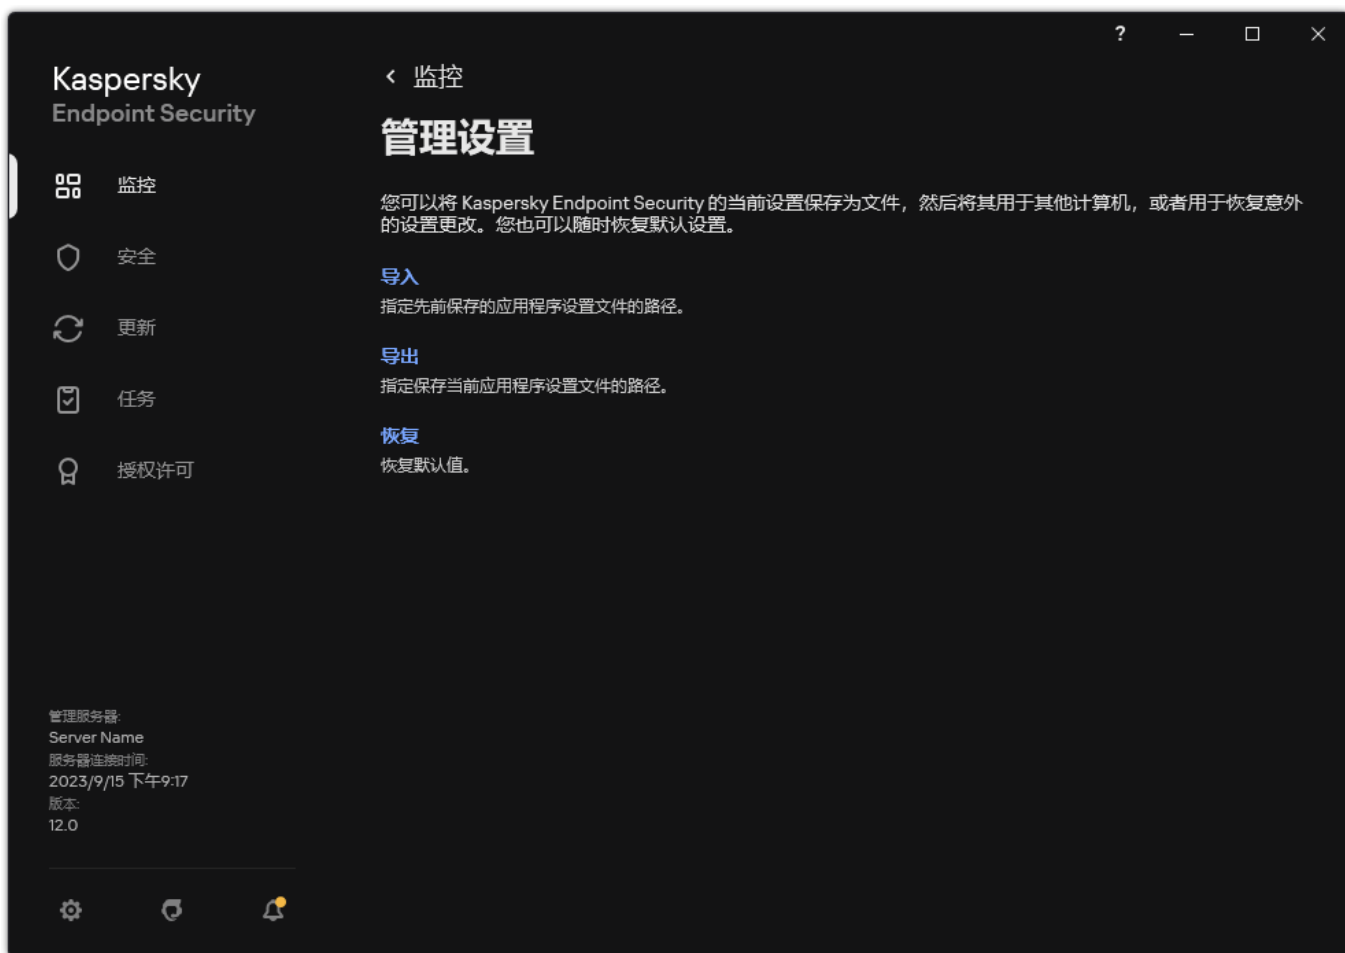 ?
Kaspersky
Endpoint Security
监控
安全
更新
任务
授权许可
管理服务器:
Server Name
服务器连接时间:
2023/9/15 下午9:17
版本:
12.0
监控
管理设置
您可以将 Kaspersky Endpoint Security 的当前设置保存为文件，然后将其用于其他计算机，或者用于恢复意外
的设置更改。您也可以随时恢复默认设置。
导入
指定先前保存的应用程序设置文件的路径。
导出
指定保存当前应用程序设置文件的路径。
恢复
恢复默认值。